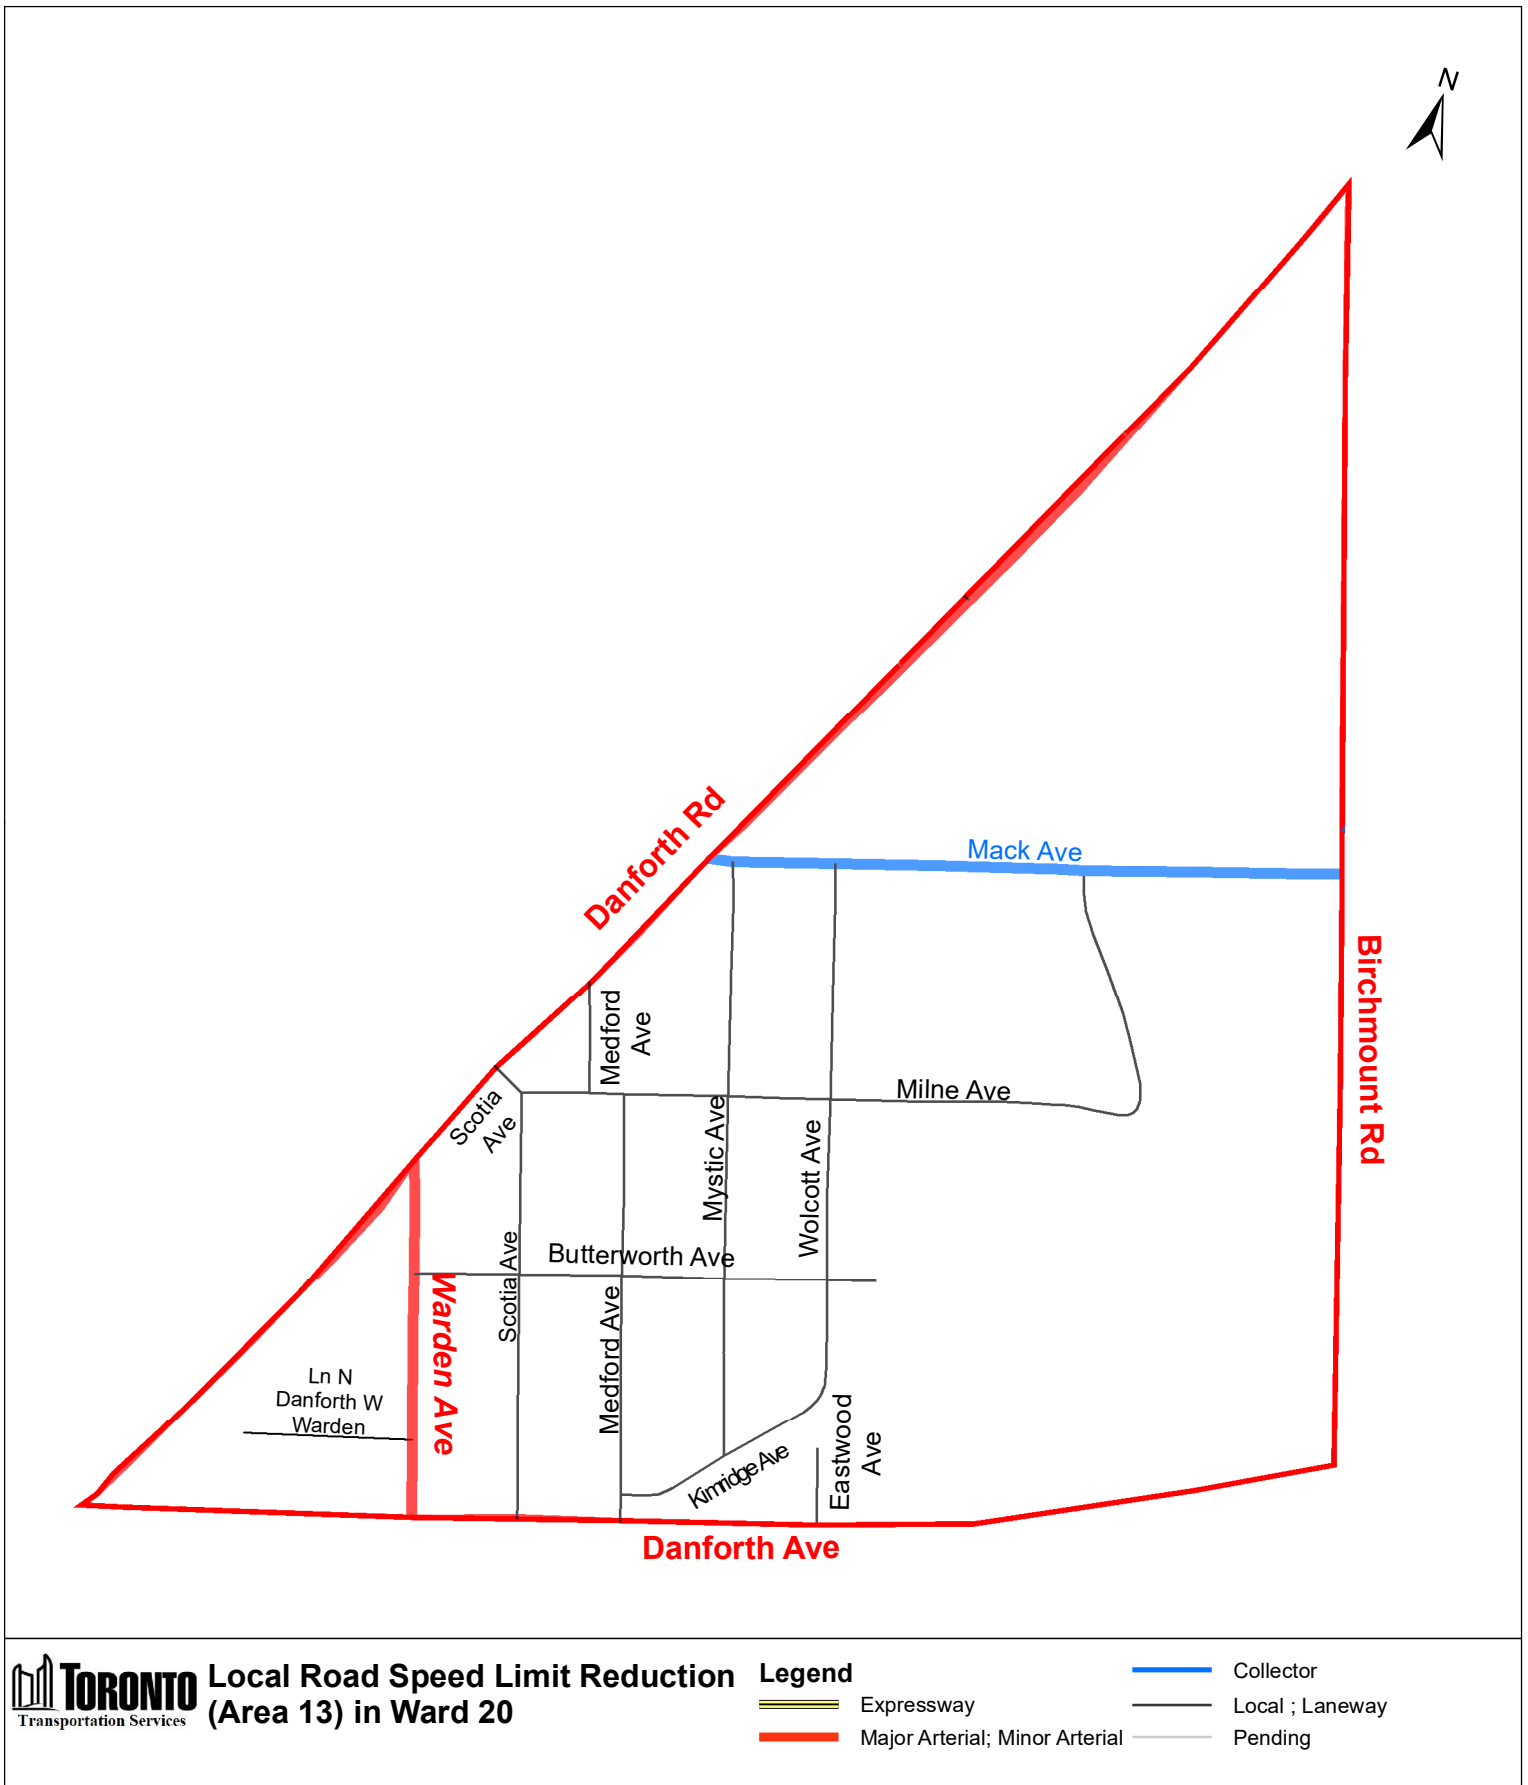 N
Mack Ave
Danforth Rd
Birchmount Rd
Medford
Ave
Milne Ave
Scotia
Ave
Mystic Ave
Wolcott Ave
Butterworth Ave
Scotia Ave
Warden Ave
Medford Ave
Ln N
Danforth W
Warden
Eastwood
Ave
Kimridge Ave
Danforth Ave
TORONTO
Transportation Services
Local Road Speed Limit Reduction
(Area 13) in Ward 20
Legend
Expressway
Major Arterial; Minor Arterial
Collector
Local ; Laneway
Pending